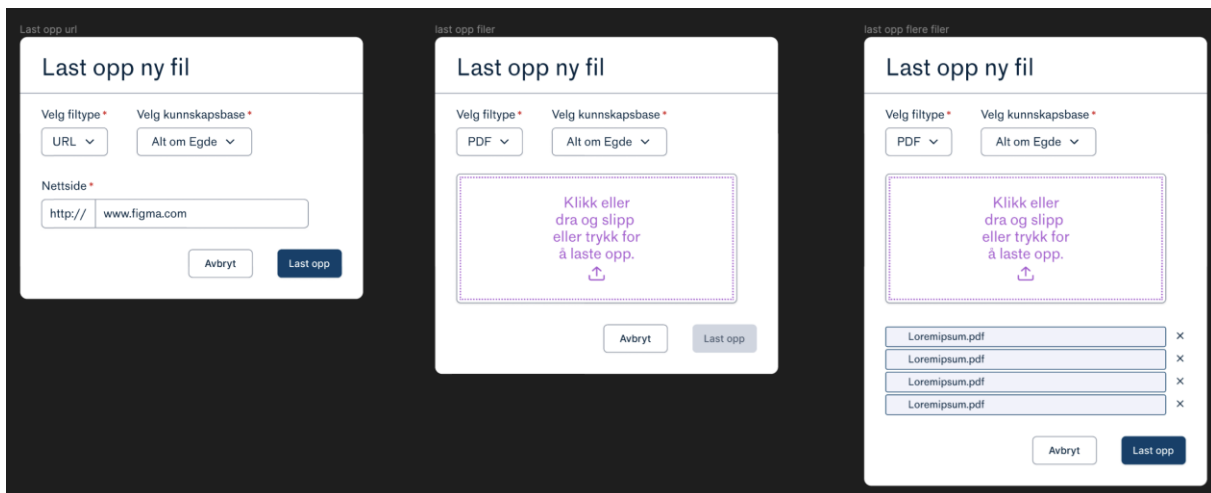 Last opp url
Last opp ny fil
Velg filtype*
Velg kunnskapsbase*
URL
Alt om Egde
Nettside*
http://
www.figma.com
Avbryt
Last opp
last opp filer
Last opp ny fil
Velg filtype*
Velg kunnskapsbase*
PDF
Alt om Egde
Klikk eller
dra og slipp
eller trykk for
å laste opp.
Avbryt
Last opp
last opp flere filer
Last opp ny fil
Velg filtype*
Velg kunnskapsbase*
PDF
Alt om Egde
Klikk eller
dra og slipp
eller trykk for
å laste opp.
Loremipsum.pdf
Loremipsum.pdf
Loremipsum.pdf
Loremipsum.pdf
Avbryt
Last opp